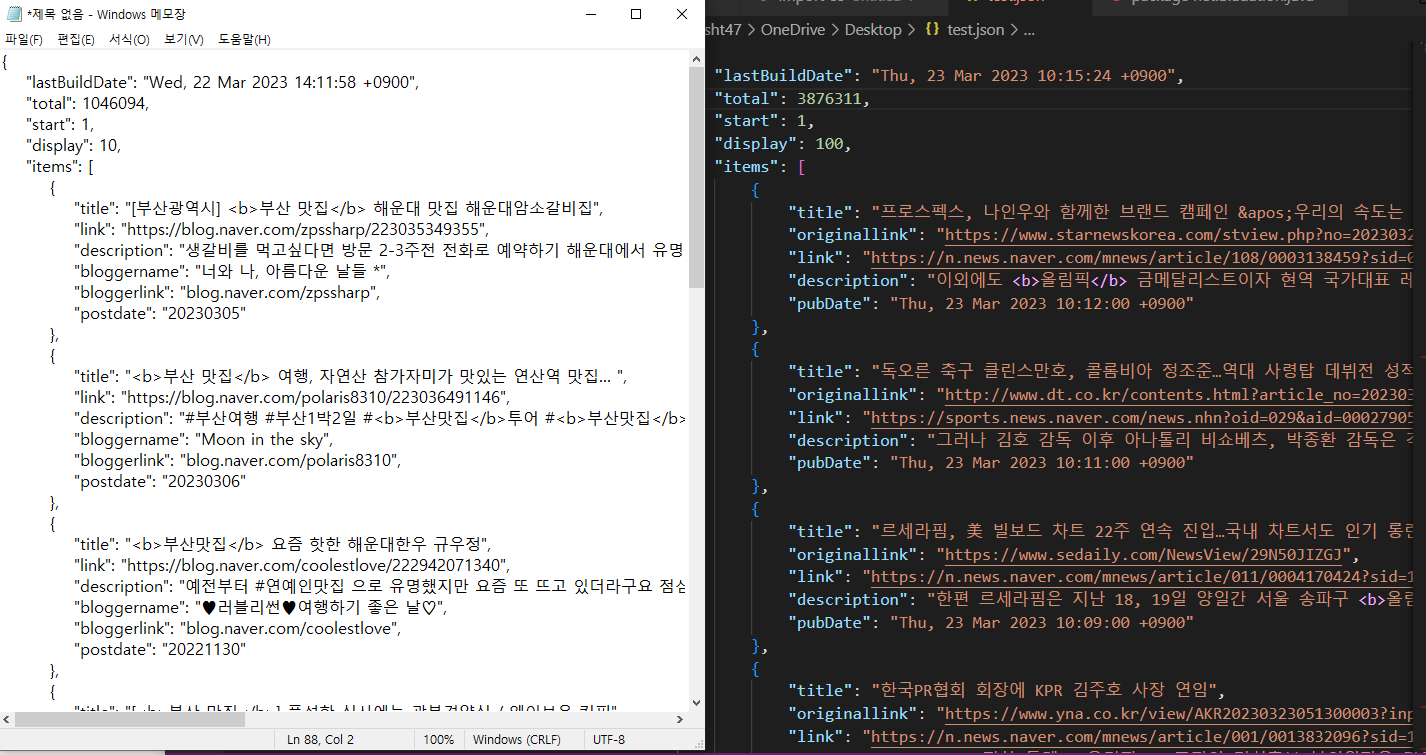 *제목 없음 - Windows 메모장
파일(F) 편집(E) 서식(O) 보기(V) 도움말(H)
{
"lastBuildDate": "Wed, 22 Mar 2023 14:11:58 +0900",
"total": 1046094,
"start": 1,
"display": 10,
"items": [
{
"title": "[부산광역시] <b>부산 맛집</b> 해운대 맛집 해운대암소갈비집",
"link": "https://blog.naver.com/zpssharp/223035349355",
"description": "생갈비를 먹고싶다면 방문 2-3주전 전화로 예약하기 해운대에서 유명
"bloggername": "너와 나, 아름다운 날들 *",
"bloggerlink": "blog.naver.com/zpssharp",
"postdate": "20230305"
},
{
"title": "<b>부산 맛집</b> 여행, 자연산 참가자미가 맛있는 연산역 맛집... ",
"link": "https://blog.naver.com/polaris8310/223036491146",
"description": "#부산여행 #부산1박2일 #<b>부산맛집</b>투어 #<b>부산맛집</b>
"bloggername": "Moon in the sky",
"bloggerlink": "blog.naver.com/polaris8310",
"postdate": "20230306"
},
{
"title": "<b>부산맛집</b> 요즘 핫한 해운대한우 규우정",
"link": "https://blog.naver.com/coolestlove/222942071340",
"description": "예전부터 #연예인맛집 으로 유명했지만 요즘 또 뜨고 있더라구요 점심
"bloggername": "♥러블리썬♥여행하기 좋은 날♡",
"bloggerlink": "blog.naver.com/coolestlove",
"postdate": "20221130"
},
{
Ln 88, Col 2 100% Windows (CRLF) UTF-8
sht47 > OneDrive > Desktop > {} test.json > ...
"lastBuildDate": "Thu, 23 Mar 2023 10:15:24 +0900",
"total": 3876311,
"start": 1,
"display": 100,
"items": [
{
"title": "프로스펙스, 나인우와 함께한 브랜드 캠페인 &apos;우리의 속도는
"originallink": "https://www.starnewskorea.com/stview.php?no=2023032
"link": "https://n.news.naver.com/mnews/article/108/0003138459?sid=
"description": "이외에도 <b>올림픽</b> 금메달리스트이자 현역 국가대표 레
"pubDate": "Thu, 23 Mar 2023 10:12:00 +0900"
},
{
"title": "독오른 축구 클린스만호, 콜롬비아 정조준…역대 사령탑 데뷔전 성적
"originallink": "http://www.dt.co.kr/contents.html?article_no=202303
"link": "https://sports.news.naver.com/news.nhn?oid=029&aid=00027905
"description": "그러나 김호 감독 이후 아나톨리 비쇼베츠, 박종환 감독은
"pubDate": "Thu, 23 Mar 2023 10:11:00 +0900"
},
{
"title": "르세라핌, 美 빌보드 차트 22주 연속 진입…국내 차트서도 인기 롱런
"originallink": "https://www.sedaily.com/NewsView/29N50JIZGJ",
"link": "https://n.news.naver.com/mnews/article/011/0004170424?sid=1
"description": "한편 르세라핌은 지난 18, 19일 양일간 서울 송파구 <b>올림
"pubDate": "Thu, 23 Mar 2023 10:09:00 +0900"
},
{
"title": "한국PR협회 회장에 KPR 김주호 사장 연임",
"originallink": "https://www.yna.co.kr/view/AKR20230323051300003?inp
"link": "https://n.news.naver.com/mnews/article/001/0013832096?sid=1